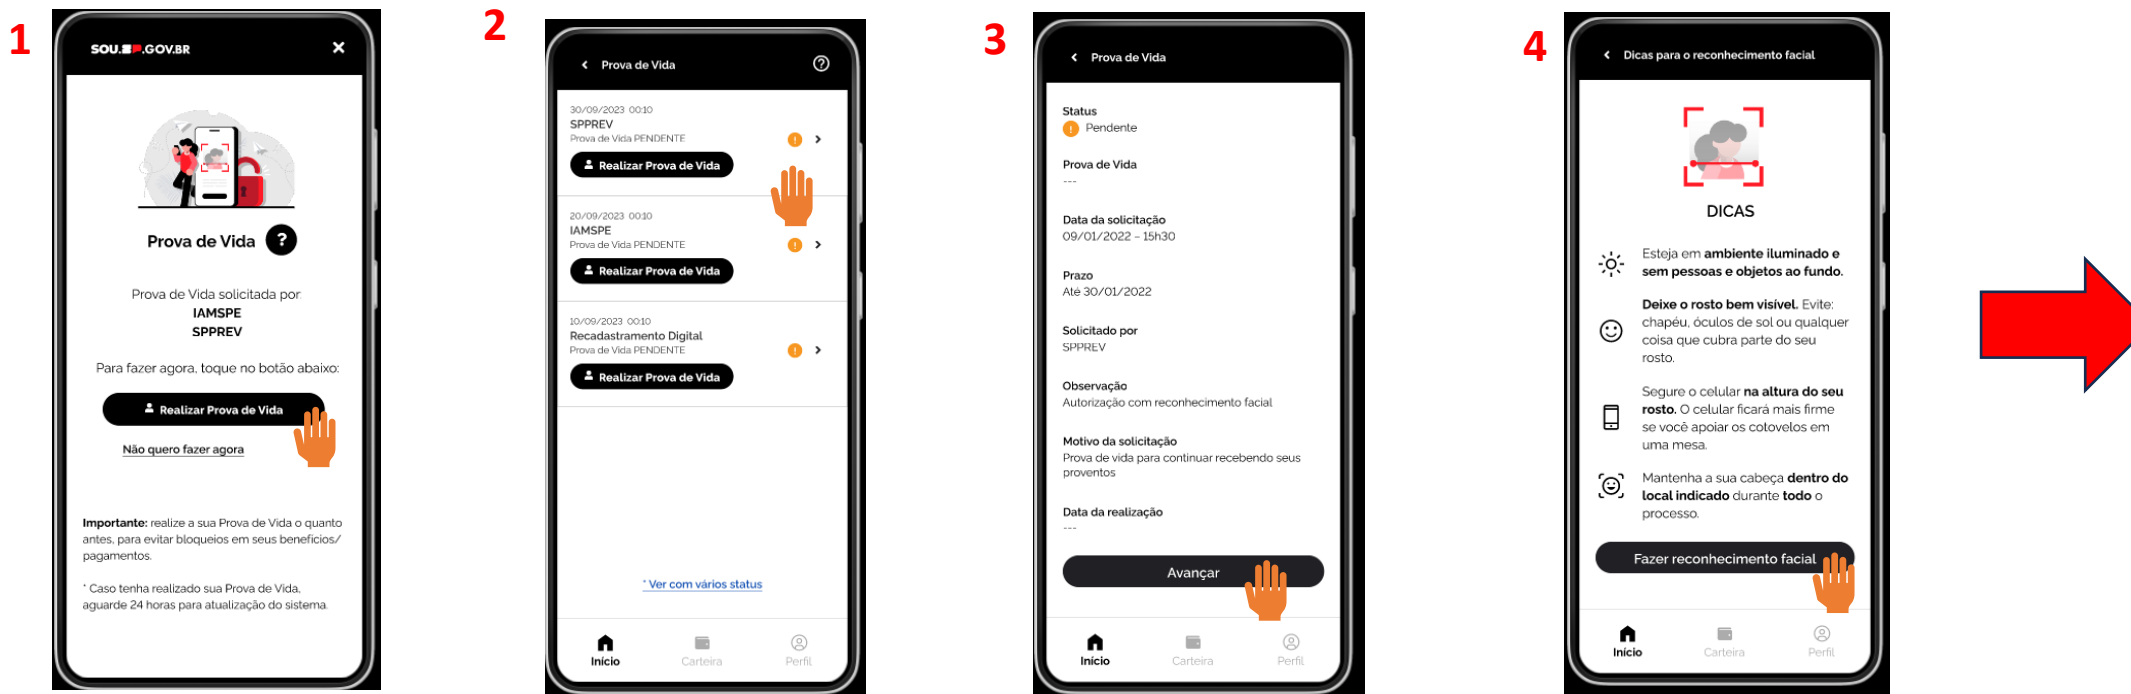 1
SOU.SP.GOV.BR
Prova de Vida ?
Prova de Vida solicitada por:
IAMSPE
SPPREV
Para fazer agora, toque no botão abaixo:
Realizar Prova de Vida
Não quero fazer agora
Importante: realize a sua Prova de Vida o quanto
antes, para evitar bloqueios em seus benefícios/
pagamentos.
* Caso tenha realizado sua Prova de Vida,
aguarde 24 horas para atualização do sistema.
2
Prova de Vida
30/09/2023 00:10
SPPREV
Prova de Vida PENDENTE
Realizar Prova de Vida
20/09/2023 00:10
IAMSPE
Prova de Vida PENDENTE
Realizar Prova de Vida
10/09/2023 00:10
Recadastramento Digital
Prova de Vida PENDENTE
Realizar Prova de Vida
* Ver com vários status
Início
Carteira
Perfil
3
Prova de Vida
Status
Pendente
Prova de Vida
---
Data da solicitação
09/01/2022 – 15h30
Prazo
Até 30/01/2022
Solicitado por
SPPREV
Observação
Autorização com reconhecimento facial
Motivo da solicitação
Prova de vida para continuar recebendo seus
proventos
Data da realização
---
Avançar
Início
Carteira
Perfil
4
Dicas para o reconhecimento facial
DICAS
Esteja em ambiente iluminado e
sem pessoas e objetos ao fundo.
Deixe o rosto bem visível. Evite:
chapéu, óculos de sol ou qualquer
coisa que cubra parte do seu
rosto.
Segure o celular na altura do seu
rosto. O celular ficará mais firme
se você apoiar os cotovelos em
uma mesa.
Mantenha a sua cabeça dentro do
local indicado durante todo o
processo.
Fazer reconhecimento facial
Início
Carteira
Perfil